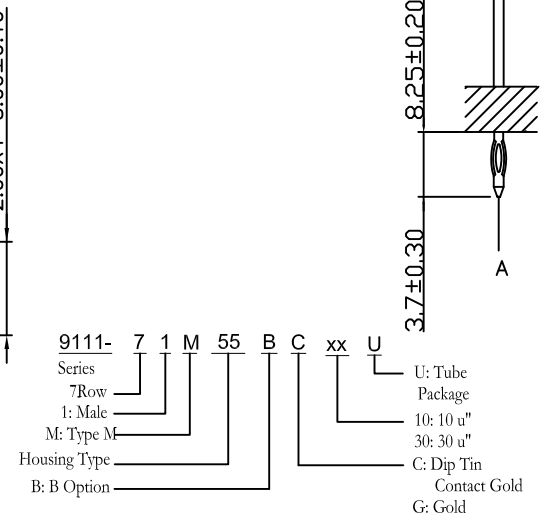 8.25±0.20
3.7±0.30
A
9111- 7 1 M 55 B C xx U
Series
7Row
1: Male
M: Type M
Housing Type
B: B Option
U: Tube
Package
10: 10 u"
30: 30 u"
C: Dip Tin
Contact Gold
G: Gold